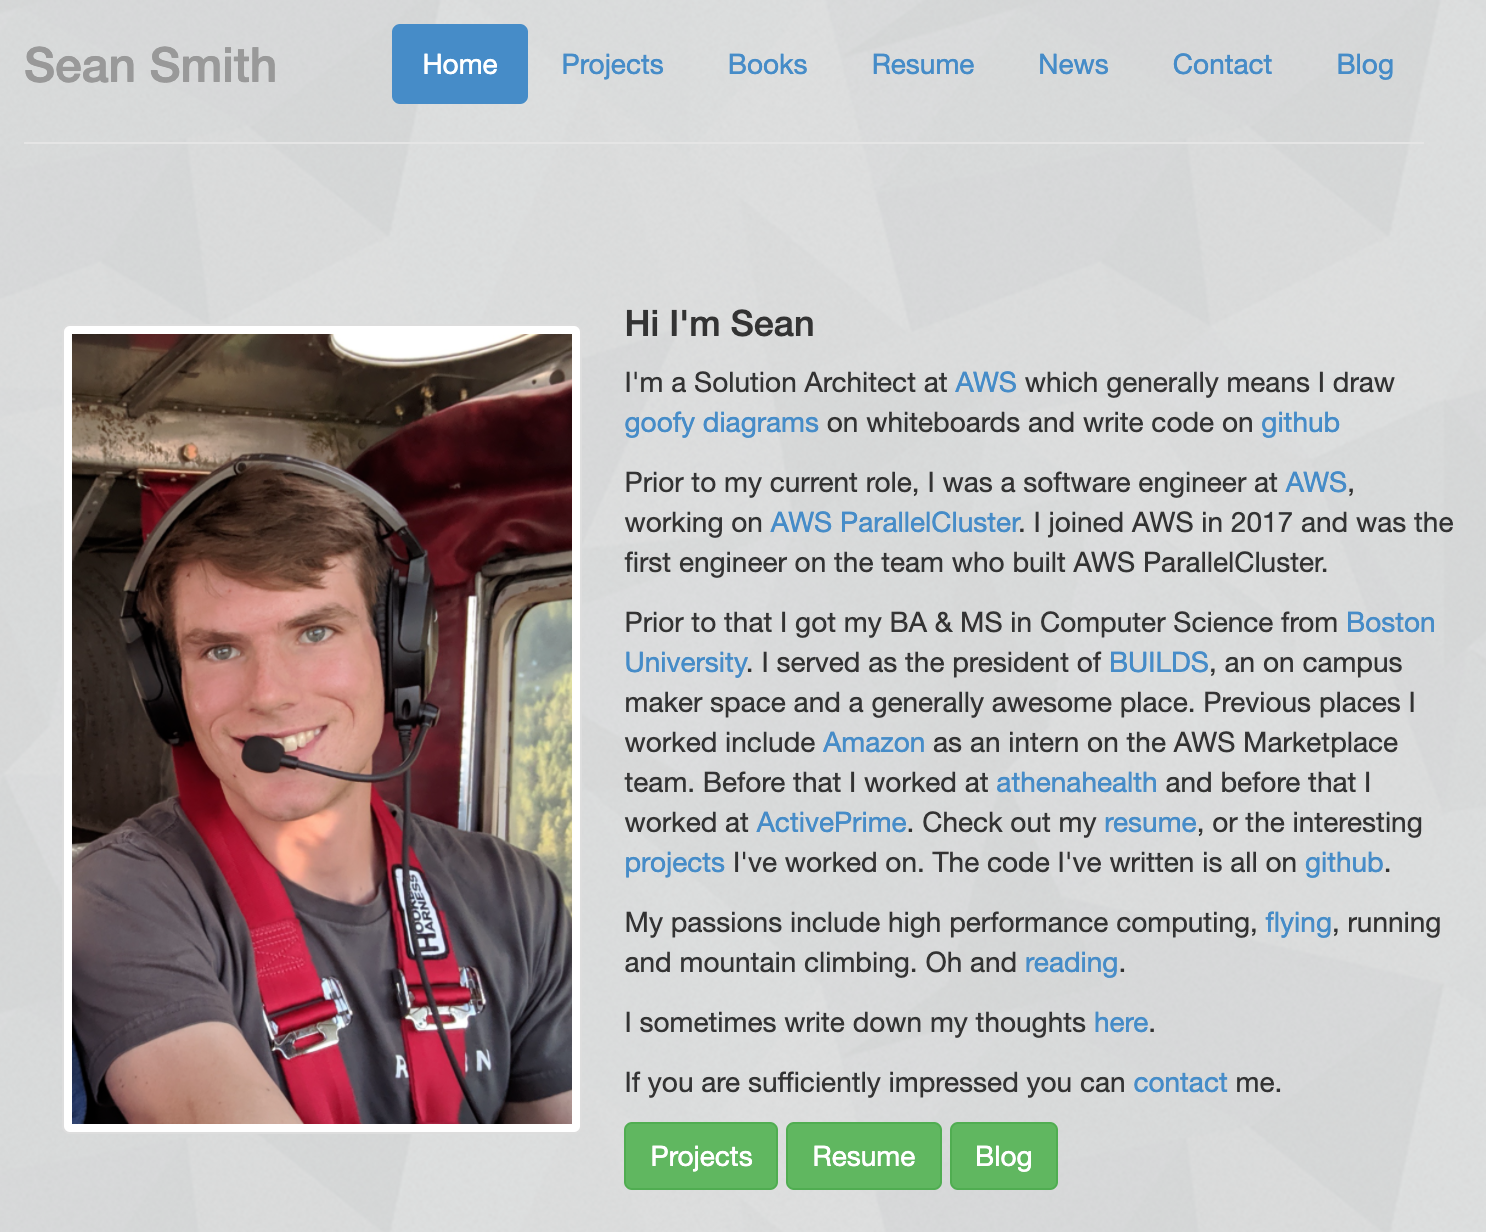 Sean Smith
Home Projects Books Resume News Contact Blog
Hi I'm Sean
I'm a Solution Architect at AWS which generally means I draw
goofy diagrams on whiteboards and write code on github
Prior to my current role, I was a software engineer at AWS,
working on AWS ParallelCluster. I joined AWS in 2017 and was the
first engineer on the team who built AWS ParallelCluster.
Prior to that I got my BA & MS in Computer Science from Boston
University. I served as the president of BUILDS, an on campus
maker space and a generally awesome place. Previous places I
worked include Amazon as an intern on the AWS Marketplace
team. Before that I worked at athenahealth and before that I
worked at ActivePrime. Check out my resume, or the interesting
projects I've worked on. The code I've written is all on github.
My passions include high performance computing, flying, running
and mountain climbing. Oh and reading.
I sometimes write down my thoughts here.
If you are sufficiently impressed you can contact me.
Projects Resume Blog
HARNESS